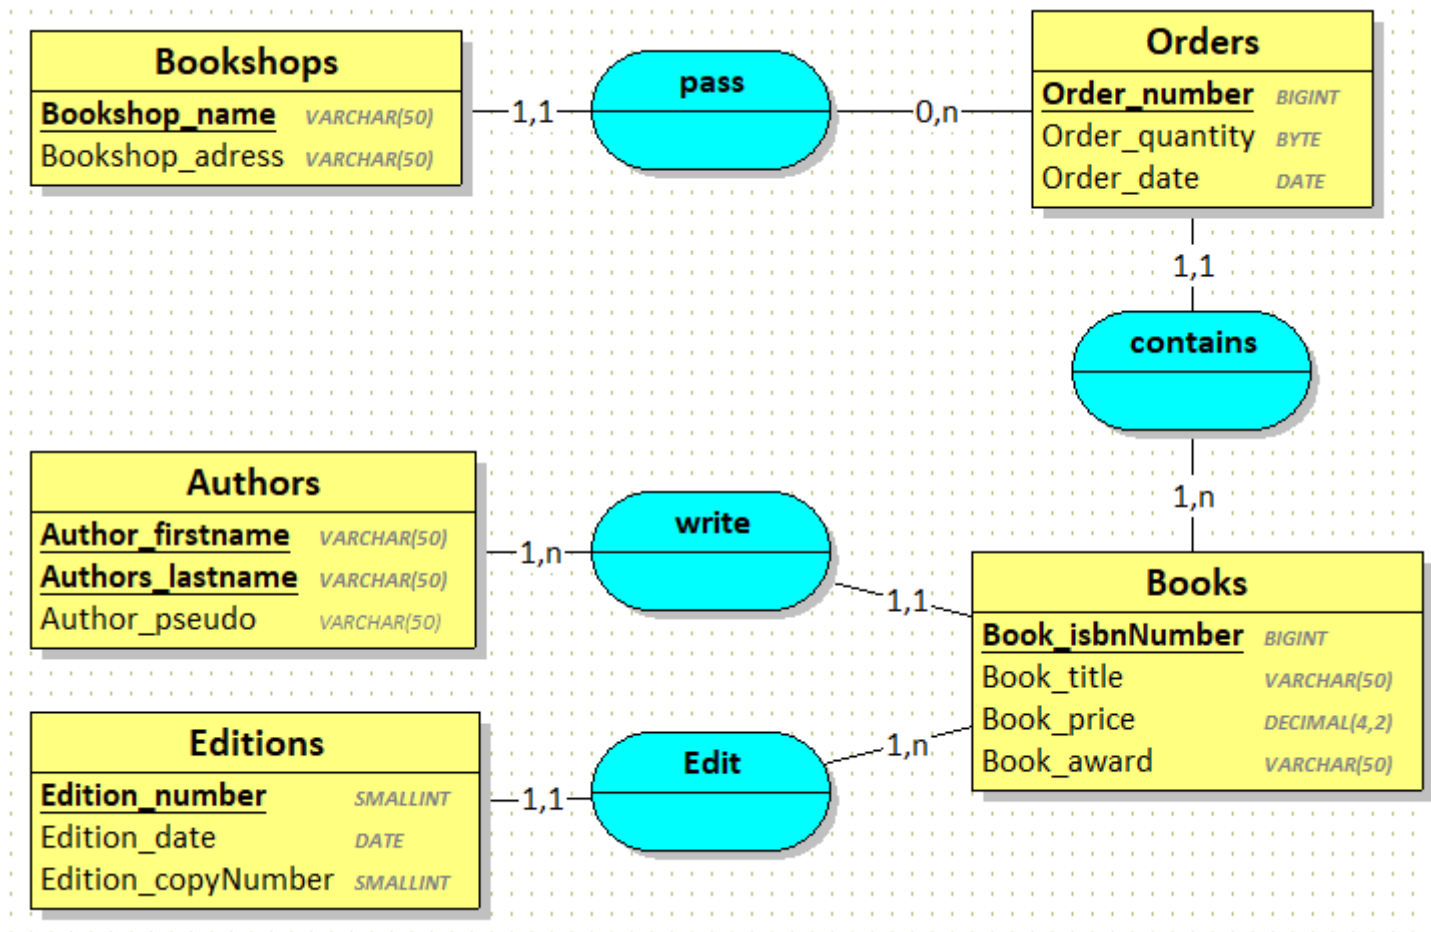 Bookshops
Bookshop_name VARCHAR(50)
Bookshop_adress VARCHAR(50)
1,1
pass
0,n
Orders
Order_number BIGINT
Order_quantity BYTE
Order_date DATE
1,1
contains
1,n
Authors
Author_firstname VARCHAR(50)
Authors_lastname VARCHAR(50)
Author_pseudo VARCHAR(50)
1,n
write
1,1
Books
Book_isbnNumber BIGINT
Book_title VARCHAR(50)
Book_price DECIMAL(4,2)
Book_award VARCHAR(50)
Editions
Edition_number SMALLINT
Edition_date DATE
Edition_copyNumber SMALLINT
1,1
Edit
1,n